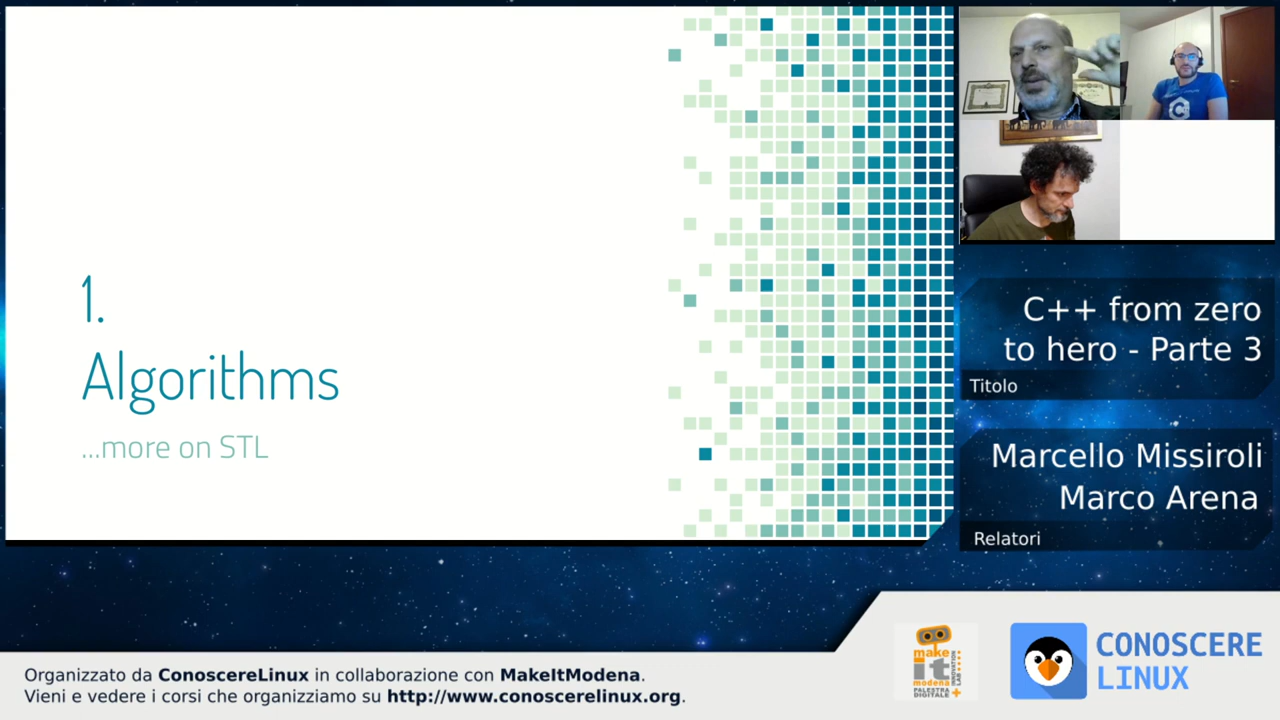 1.
Algorithms
...more on STL
C++ from zero
to hero - Parte 3
Titolo
Marcello Missiroli
Marco Arena
Relatori
Organizzato da ConoscereLinux in collaborazione con MakeItModena.
Vieni e vedere i corsi che organizziamo su http://www.conoscerelinux.org.
make
it
modena
PALESTRA
DIGITALE
INNOVATION
LAB
CONOSCERE
LINUX